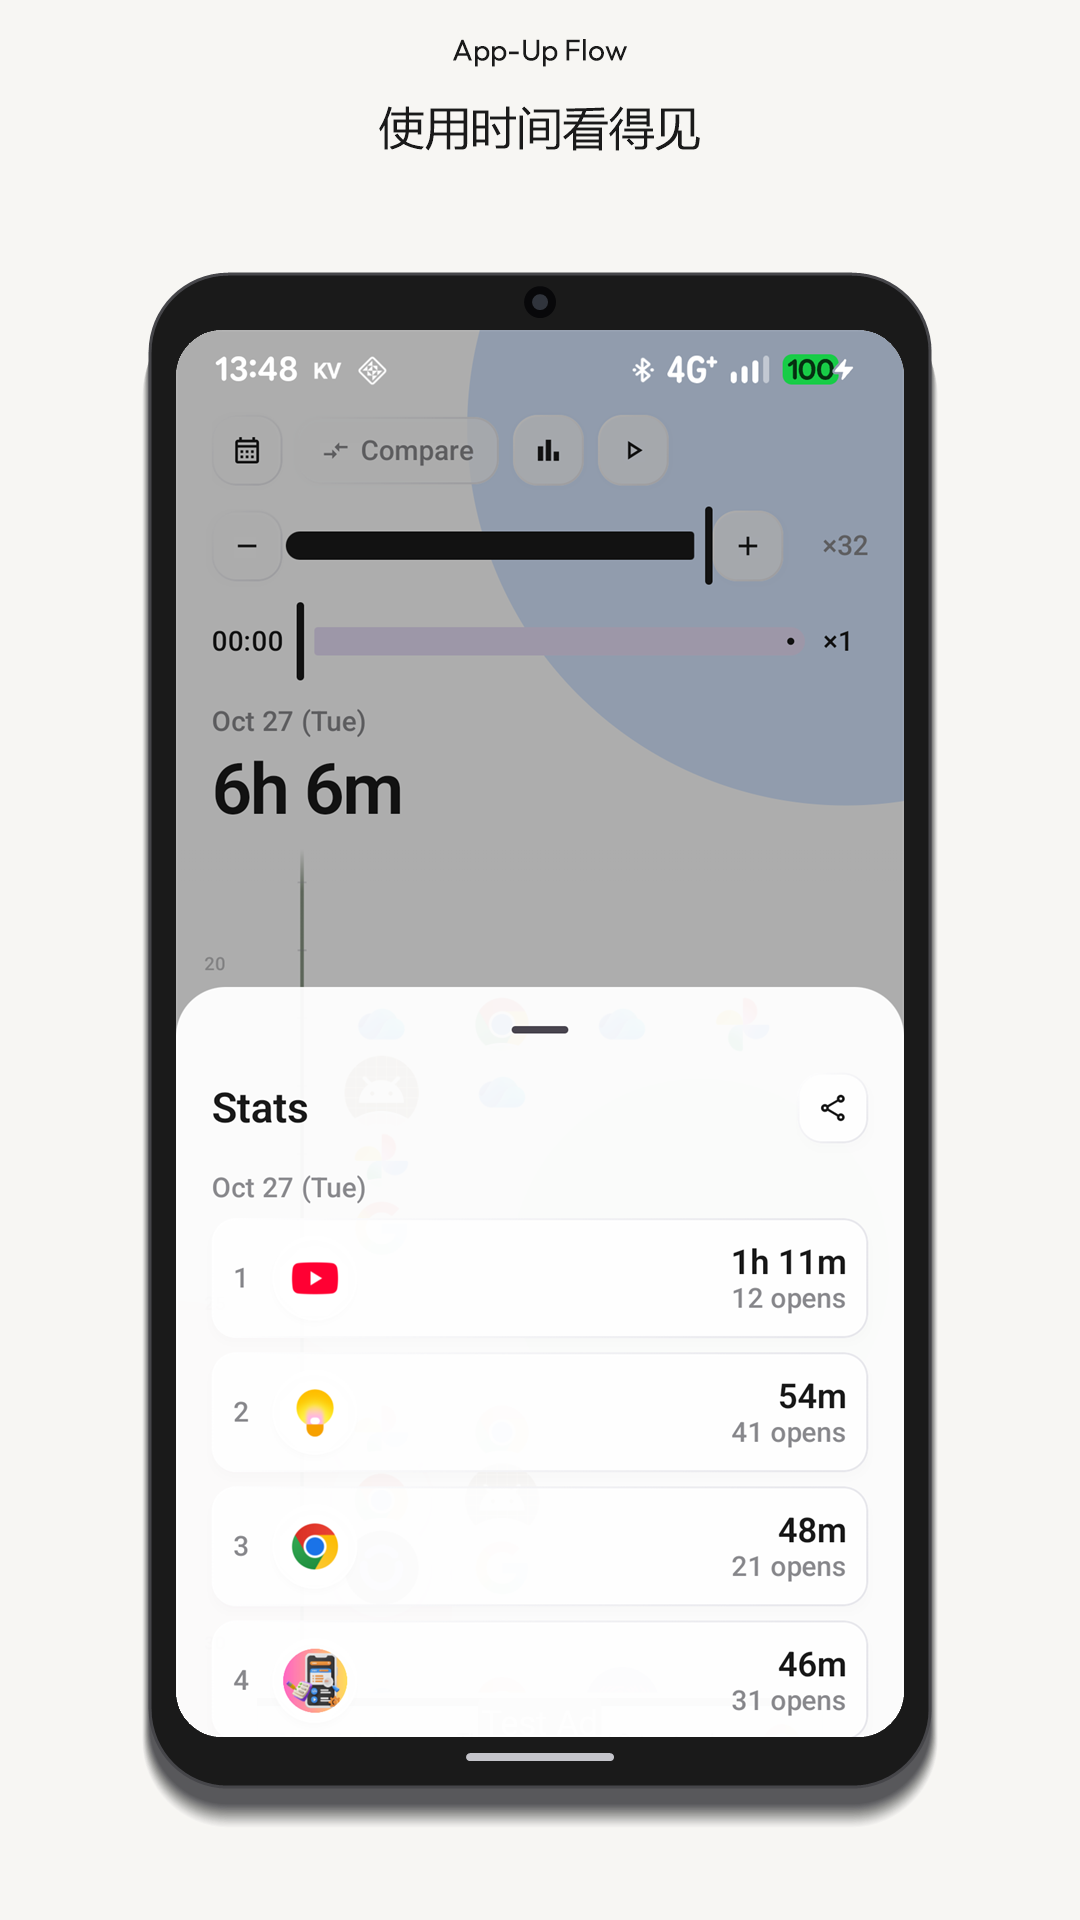 App-Up Flow
使用时间看得见
13:48 KV 4G+ 100
Compare
×32
00:00 ×1
Oct 27 (Tue)
6h 6m
20
Stats
Oct 27 (Tue)
1 1h 11m
12 opens
2 54m
41 opens
3 48m
21 opens
4 46m
31 opens